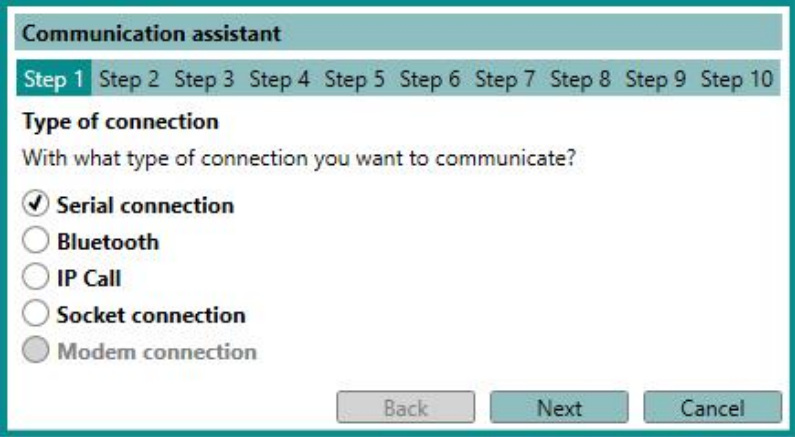 Communication assistant
Step 1 Step 2 Step 3 Step 4 Step 5 Step 6 Step 7 Step 8 Step 9 Step 10
Type of connection
With what type of connection you want to communicate?
Serial connection
Bluetooth
IP Call
Socket connection
Modem connection
Back Next Cancel